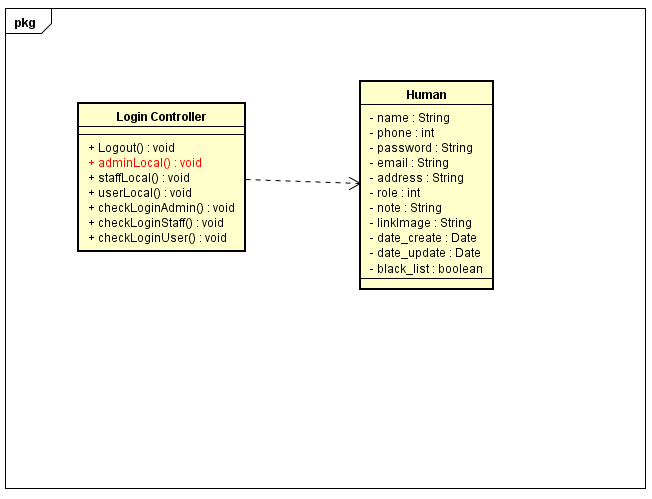 pkg
Login Controller
+ Logout() : void
+ adminLocal() : void
+ staffLocal() : void
+ userLocal() : void
+ checkLoginAdmin() : void
+ checkLoginStaff() : void
+ checkLoginUser() : void
Human
- name : String
- phone : int
- password : String
- email : String
- address : String
- role : int
- note : String
- linkImage : String
- date_create : Date
- date_update : Date
- black_list : boolean